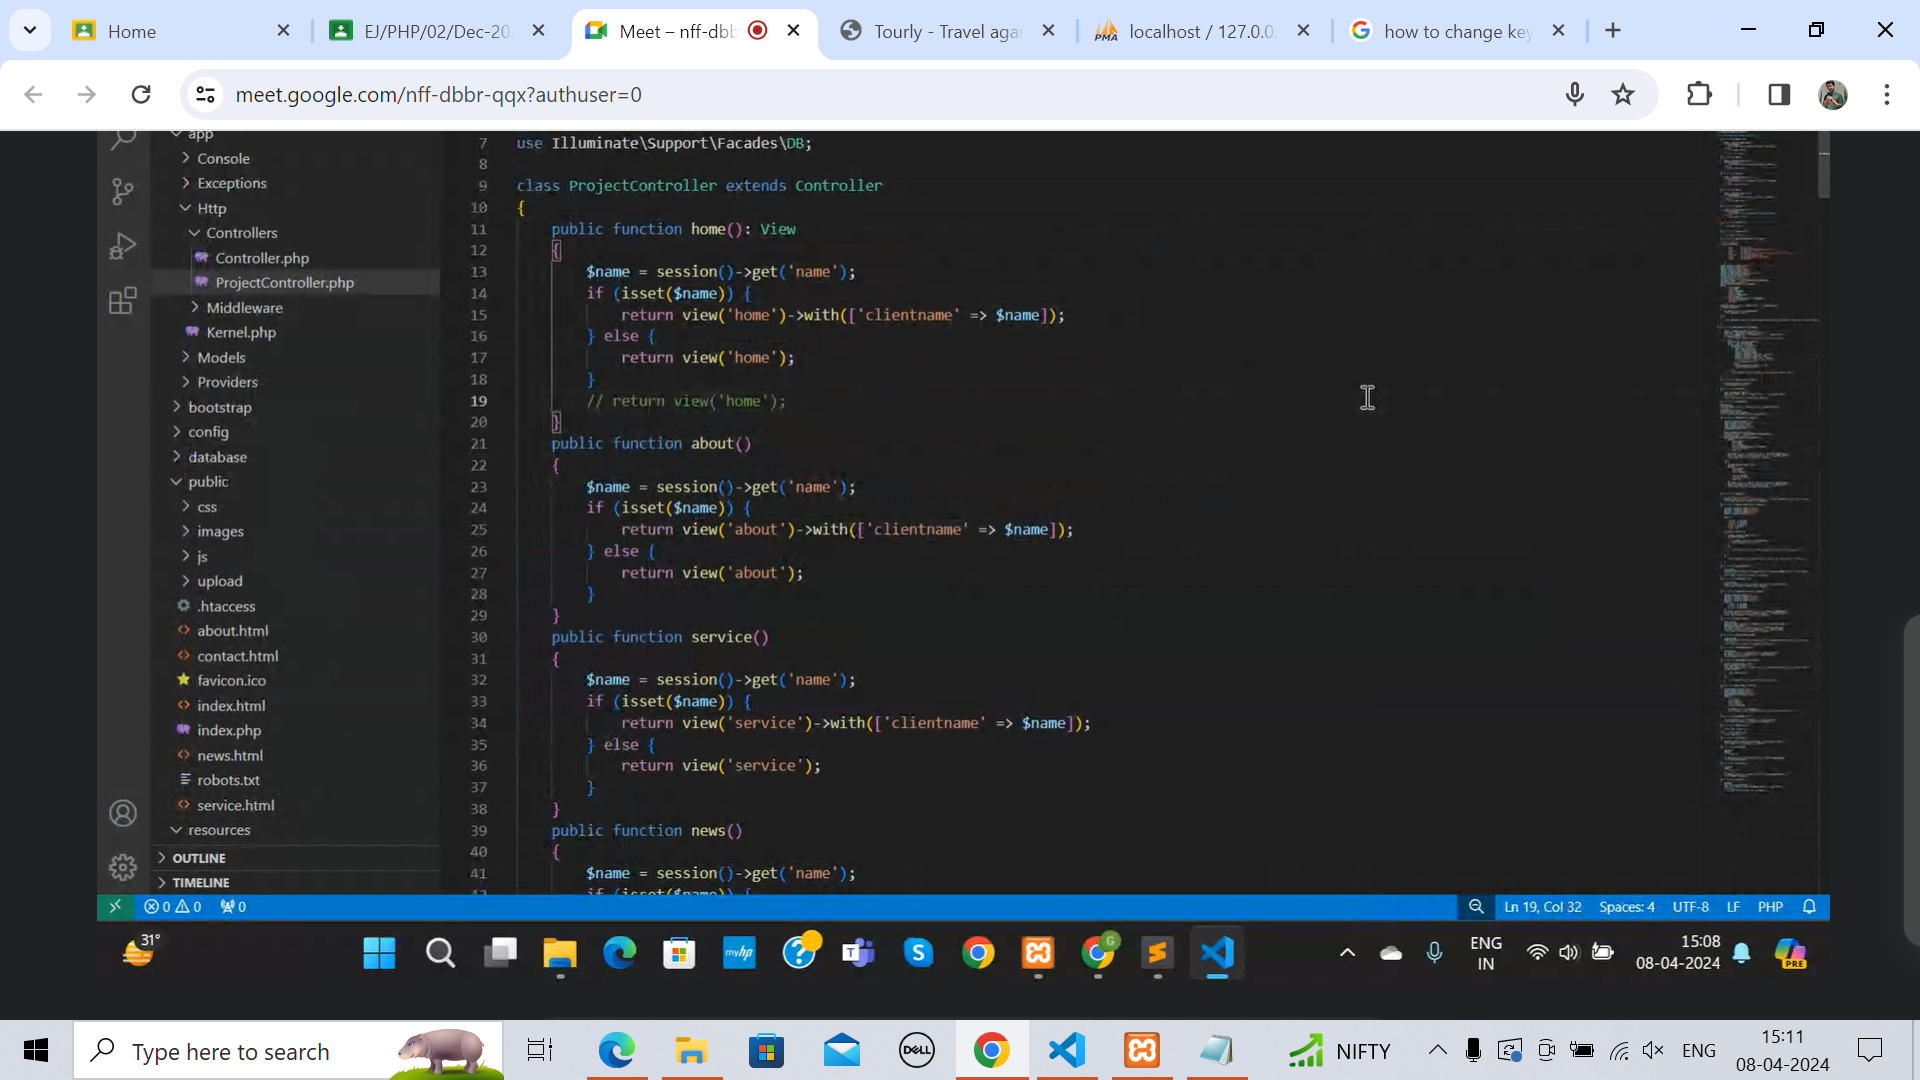 Home
EJ/PHP/02/Dec-202
Meet – nff-dbb
Tourly - Travel agan
localhost / 127.0.0.
how to change key
meet.google.com/nff-dbbr-qqx?authuser=0
app
Console
Exceptions
Http
Controllers
Controller.php
ProjectController.php
Middleware
Kernel.php
Models
Providers
bootstrap
config
database
public
css
images
js
upload
.htaccess
about.html
contact.html
favicon.ico
index.html
index.php
news.html
robots.txt
service.html
resources
OUTLINE
TIMELINE
7 use Illuminate\Support\Facades\DB;
8
9 class ProjectController extends Controller
10 {
11 public function home(): View
12 {
13 $name = session()->get('name');
14 if (isset($name)) {
15 return view('home')->with(['clientname' => $name]);
16 } else {
17 return view('home');
18 }
19 // return view('home');
20 }
21 public function about()
22 {
23 $name = session()->get('name');
24 if (isset($name)) {
25 return view('about')->with(['clientname' => $name]);
26 } else {
27 return view('about');
28 }
29 }
30 public function service()
31 {
32 $name = session()->get('name');
33 if (isset($name)) {
34 return view('service')->with(['clientname' => $name]);
35 } else {
36 return view('service');
37 }
38 }
39 public function news()
40 {
41 $name = session()->get('name');
42 if (isset($name)) {
0 0 0
Ln 19, Col 32 Spaces: 4 UTF-8 LF PHP
31°
myhp
ENG
IN
15:08
08-04-2024
PRE
Type here to search
DELL
NIFTY
ENG
15:11
08-04-2024